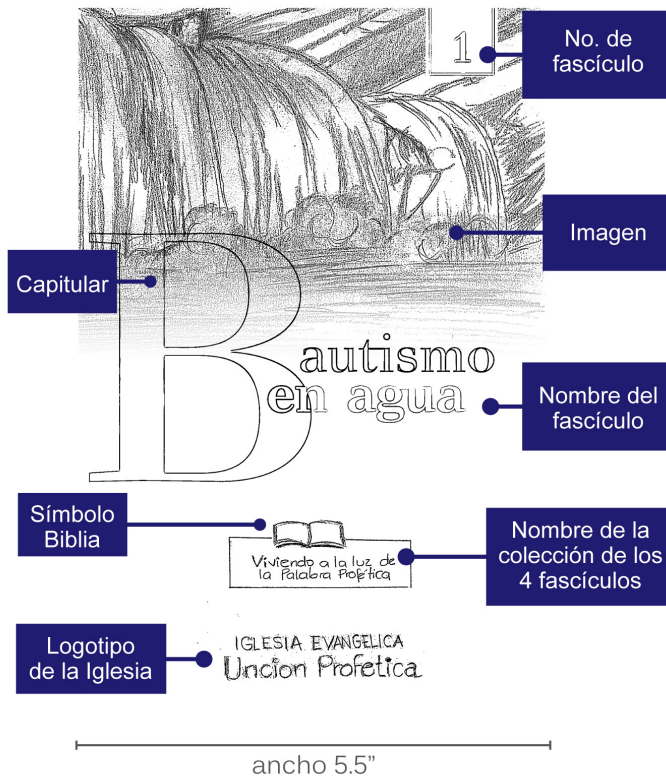 1
No. de
fascículo
Imagen
Capitular
Bautismo
en agua
Nombre del
fascículo
Símbolo
Biblia
Viviendo a la luz de
la Palabra Profética
Nombre de la
colección de los
4 fascículos
Logotipo
de la Iglesia
IGLESIA EVANGELICA
Uncion Profetica
ancho 5.5”